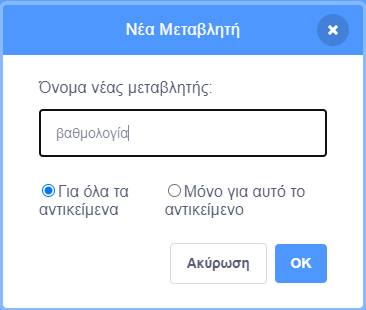 Νέα Μεταβλητή
Όνομα νέας μεταβλητής:
βαθμολογία
Για όλα τα Μόνο για αυτό το
αντικείμενα αντικείμενο
Ακύρωση OK